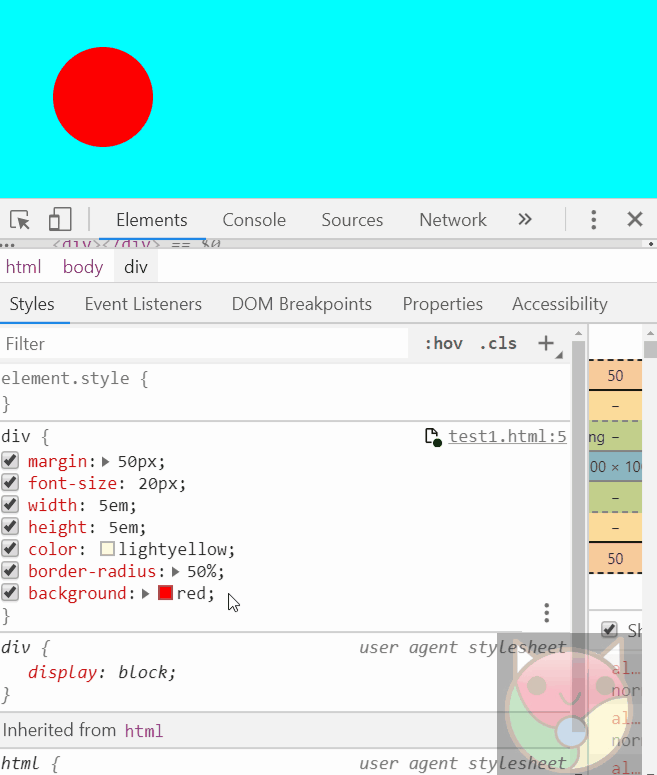 Elements Console Sources Network »
… <div></div> == $0
html body div
Styles Event Listeners DOM Breakpoints Properties Accessibility
Filter :hov .cls +
element.style {
}
div { test1.html:5
margin: 50px;
font-size: 20px;
width: 5em;
height: 5em;
color: lightyellow;
border-radius: 50%;
background: red;
}
div { user agent stylesheet
display: block;
}
Inherited from html
html { user agent stylesheet
50
–
ng –
00 × 10
–
–
50
Sh
al…
nor
al…
nor
al…